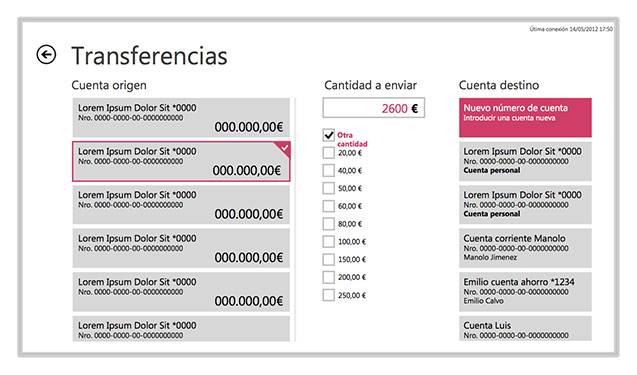 Útima conexión 14/05/2012 17:50
Transferencias
Cuenta origen
Lorem Ipsum Dolor Sit *0000
Nro. 0000-0000-00-0000000000
000.000,00€
Lorem Ipsum Dolor Sit *0000
Nro. 0000-0000-00-0000000000
000.000,00€
Lorem Ipsum Dolor Sit *0000
Nro. 0000-0000-00-0000000000
000.000,00€
Lorem Ipsum Dolor Sit *0000
Nro. 0000-0000-00-0000000000
000.000,00€
Lorem Ipsum Dolor Sit *0000
Nro. 0000-0000-00-0000000000
000.000,00€
Lorem Ipsum Dolor Sit *0000
Nro. 0000-0000-00-0000000000
Cantidad a enviar
2600 €
Otra
cantidad
20,00 €
40,00 €
50,00 €
60,00 €
80,00 €
100,00 €
150,00 €
200,00 €
250,00 €
Cuenta destino
Nuevo número de cuenta
Introducir una cuenta nueva
Lorem Ipsum Dolor Sit *0000
Nro. 0000-0000-00-0000000000
Cuenta personal
Lorem Ipsum Dolor Sit *0000
Nro. 0000-0000-00-0000000000
Cuenta personal
Cuenta corriente Manolo
Nro. 0000-0000-00-0000000000
Manolo Jimenez
Emilio cuenta ahorro *1234
Nro. 0000-0000-00-0000000000
Emilio Calvo
Cuenta Luis
Nro. 0000-0000-00-0000000000